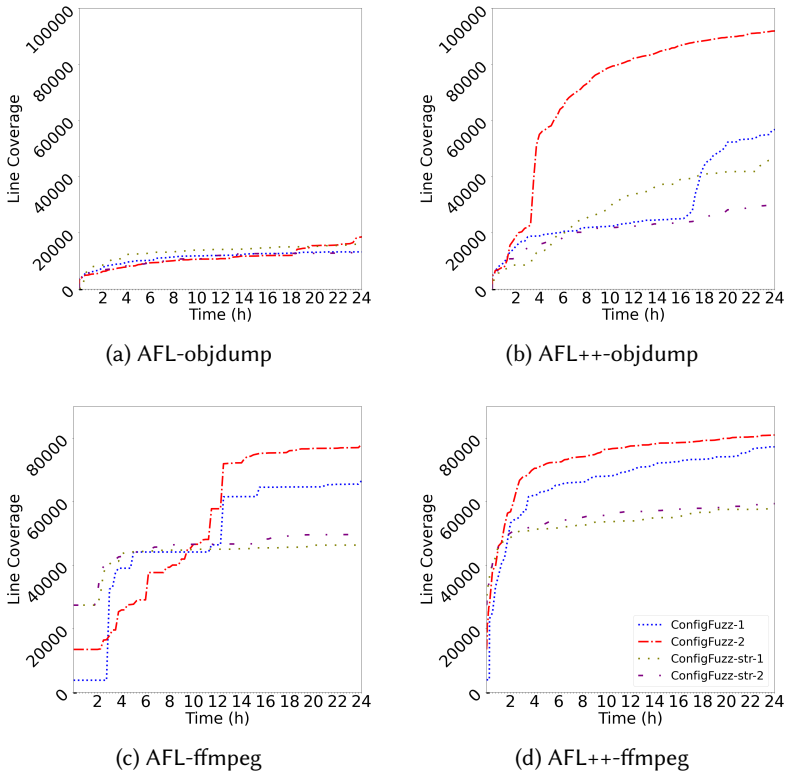 100000
80000
60000
40000
20000
0
Line Coverage
2 4 6 8 10 12 14 16 18 20 22 24
Time (h)
(a) AFL-objdump
100000
80000
60000
40000
20000
0
Line Coverage
2 4 6 8 10 12 14 16 18 20 22 24
Time (h)
(b) AFL++-objdump
80000
60000
40000
20000
0
Line Coverage
2 4 6 8 10 12 14 16 18 20 22 24
Time (h)
(c) AFL-ffmpeg
80000
60000
40000
20000
0
Line Coverage
ConfigFuzz-1
ConfigFuzz-2
ConfigFuzz-str-1
ConfigFuzz-str-2
2 4 6 8 10 12 14 16 18 20 22 24
Time (h)
(d) AFL++-ffmpeg